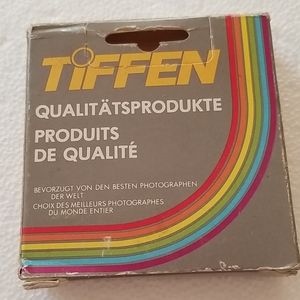 TIFFEN
QUALITÄTSPRODUKTE
PRODUITS
DE QUALITÉ
BEVORZUGT VON DEN BESTEN PHOTOGRAPHEN
DER WELT
CHOIX DES MEILLEURS PHOTOGRAPHES
DU MONDE ENTIER